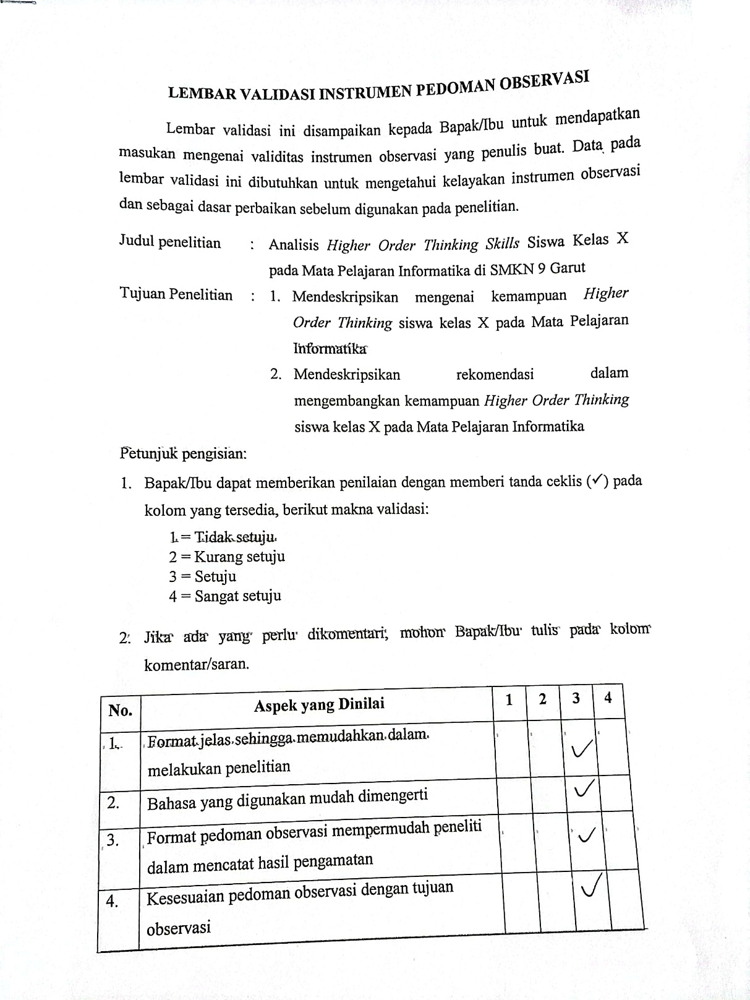 LEMBAR VALIDASI INSTRUMEN PEDOMAN OBSERVASI
Lembar validasi ini disampaikan kepada Bapak/Ibu untuk mendapatkan
masukan mengenai validitas instrumen observasi yang penulis buat. Data pada
lembar validasi ini dibutuhkan untuk mengetahui kelayakan instrumen observasi
dan sebagai dasar perbaikan sebelum digunakan pada penelitian.
Judul penelitian : Analisis Higher Order Thinking Skills Siswa Kelas X
pada Mata Pelajaran Informatika di SMKN 9 Garut
Tujuan Penelitian : 1. Mendeskripsikan mengenai kemampuan Higher
Order Thinking siswa kelas X pada Mata Pelajaran
Informatika
2. Mendeskripsikan rekomendasi dalam
mengembangkan kemampuan Higher Order Thinking
siswa kelas X pada Mata Pelajaran Informatika
Petunjuk pengisian:
1. Bapak/Ibu dapat memberikan penilaian dengan memberi tanda ceklis (✓) pada
kolom yang tersedia, berikut makna validasi:
1 = Tidak setuju
2 = Kurang setuju
3 = Setuju
4 = Sangat setuju
2. Jika ada yang perlu dikomentari, mohon Bapak/Ibu tulis pada kolom
komentar/saran.
No. Aspek yang Dinilai 1 2 3 4
1. Format jelas sehingga memudahkan dalam ✓
melakukan penelitian
2. Bahasa yang digunakan mudah dimengerti ✓
3. Format pedoman observasi mempermudah peneliti ✓
dalam mencatat hasil pengamatan
4. Kesesuaian pedoman observasi dengan tujuan ✓
observasi